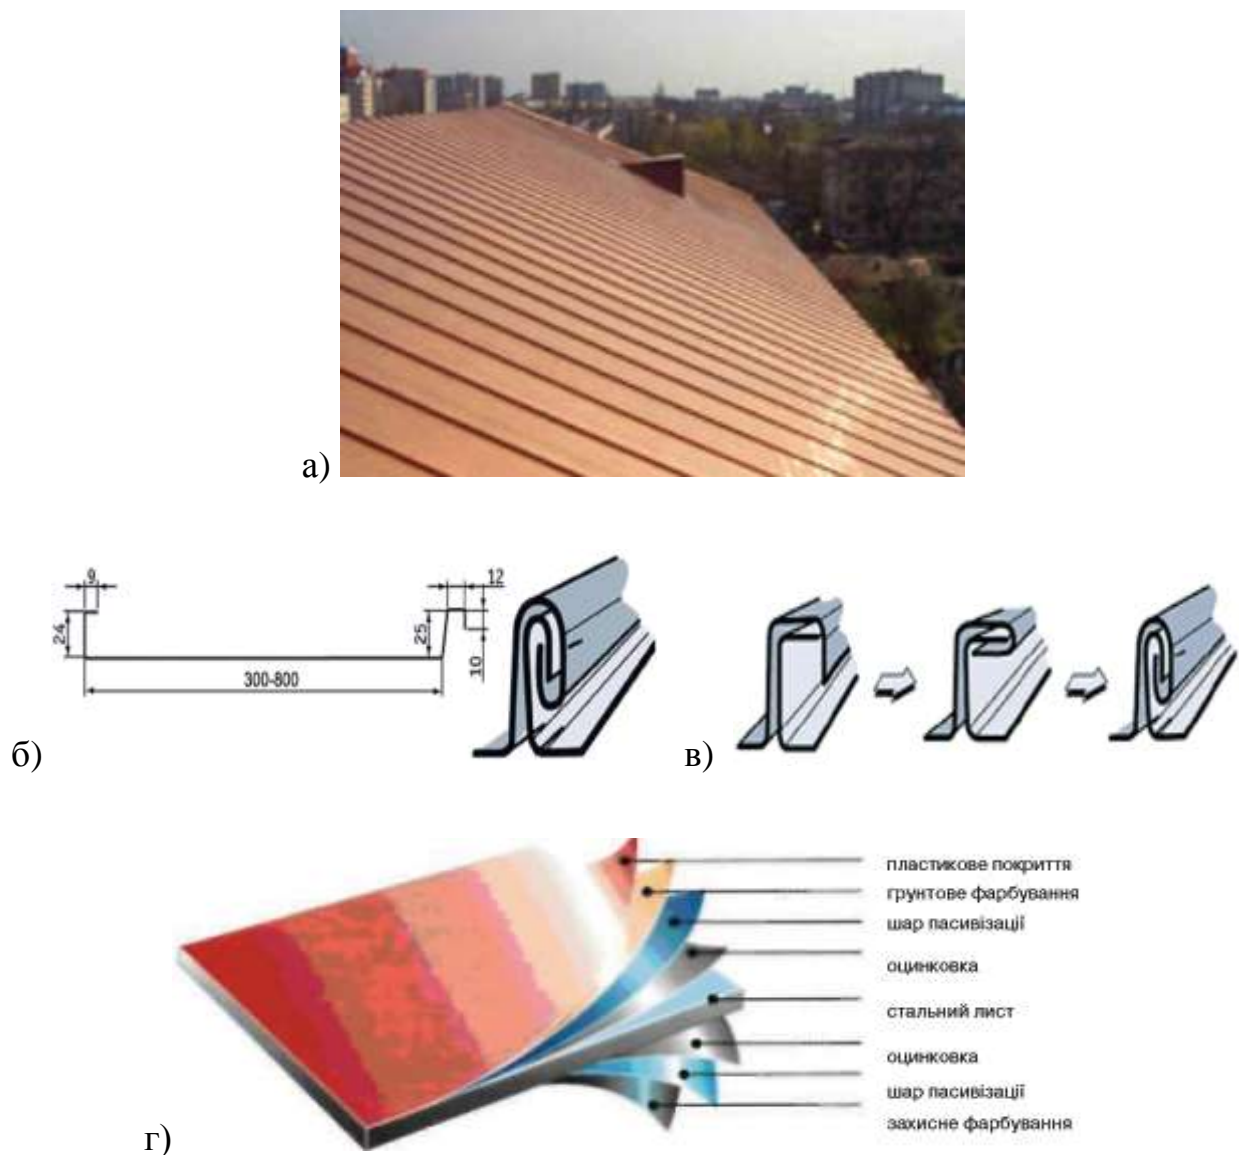 а)
9
12
24
25
10
300-800
б)
в)
пластикове покриття
грунтове фарбування
шар пасивізації
оцинковка
стальний лист
оцинковка
шар пасивізації
захисне фарбування
г)